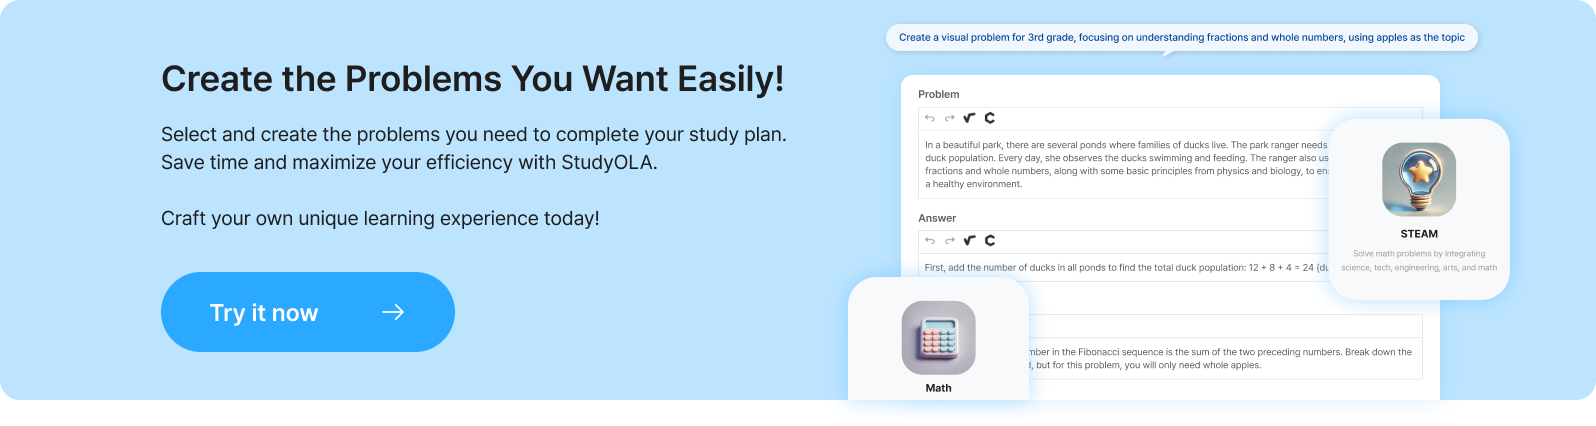 Create the Problems You Want Easily!
Select and create the problems you need to complete your study plan.
Save time and maximize your efficiency with StudyOLA.
Craft your own unique learning experience today!
Try it now
Create a visual problem for 3rd grade, focusing on understanding fractions and whole numbers, using apples as the topic
Problem
In a beautiful park, there are several ponds where families of ducks live. The park ranger needs
duck population. Every day, she observes the ducks swimming and feeding. The ranger also us
fractions and whole numbers, along with some basic principles from physics and biology, to en
a healthy environment.
Answer
First, add the number of ducks in all ponds to find the total duck population: 12 + 8 + 4 = 24 (du
mber in the Fibonacci sequence is the sum of the two preceding numbers. Break down the
, but for this problem, you will only need whole apples.
STEAM
Solve math problems by integrating
science, tech, engineering, arts, and math
Math